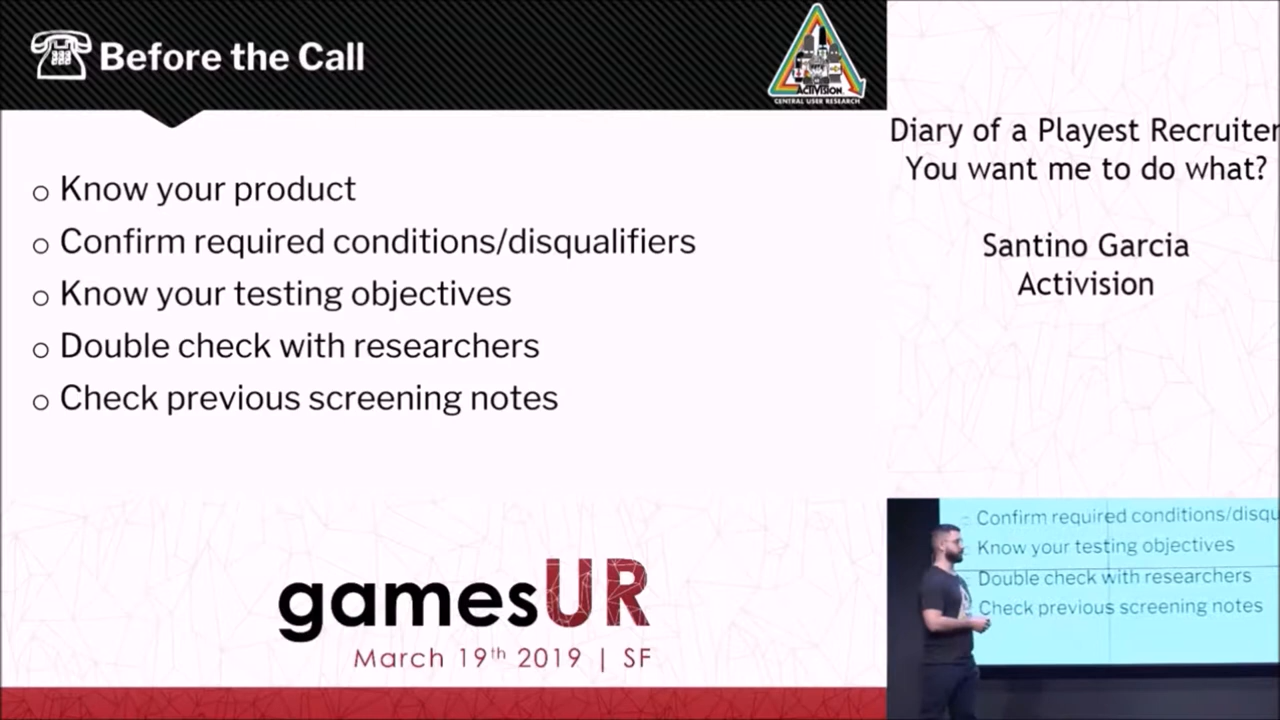 Before the Call
ACTIVISION.
CENTRAL USER RESEARCH
Know your product
Confirm required conditions/disqualifiers
Know your testing objectives
Double check with researchers
Check previous screening notes
gamesUR
March 19th 2019 | SF
Diary of a Playest Recruiter
You want me to do what?
Santino Garcia
Activision
Confirm required conditions/disqu
Know your testing objectives
Double check with researchers
Check previous screening notes